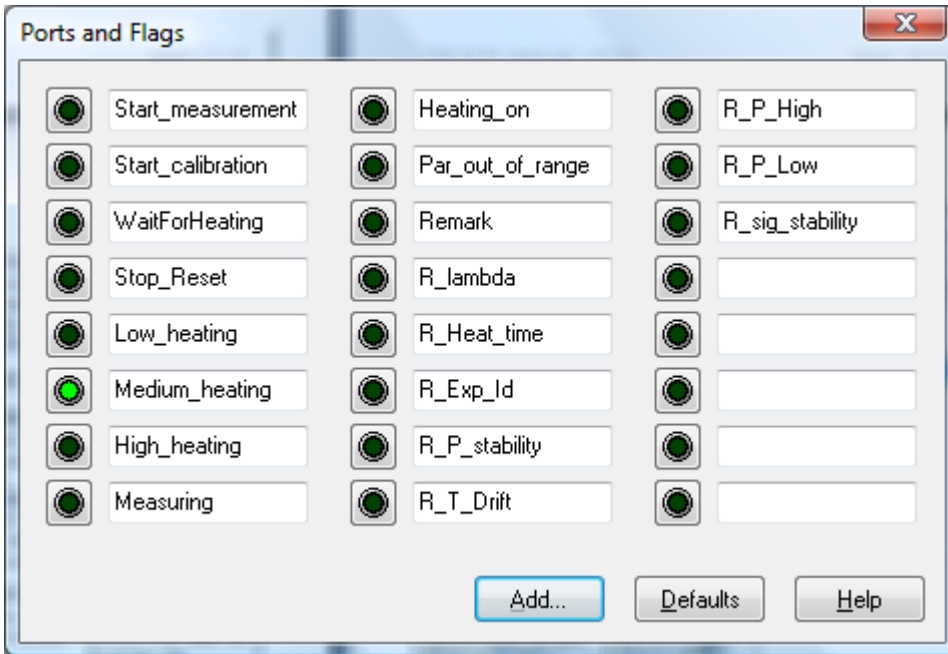 Ports and Flags
Start_measurement
Heating_on
R_P_High
Start_calibration
Par_out_of_range
R_P_Low
WaitForHeating
Remark
R_sig_stability
Stop_Reset
R_lambda
Low_heating
R_Heat_time
Medium_heating
R_Exp_Id
High_heating
R_P_stability
Measuring
R_T_Drift
Add...
Defaults
Help